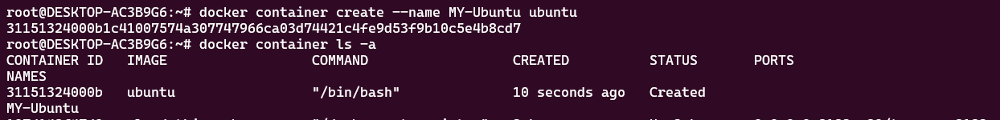 root@DESKTOP-AC3B9G6:~# docker container create --name MY-Ubuntu ubuntu
31151324000b1c41007574a307747966ca03d74421c4fe9d53f9b10c5e4b8cd7
root@DESKTOP-AC3B9G6:~# docker container ls -a
CONTAINER ID   IMAGE                  COMMAND                  CREATED          STATUS       PORTS
NAMES
31151324000b   ubuntu                 "/bin/bash"              10 seconds ago   Created
MY-Ubuntu